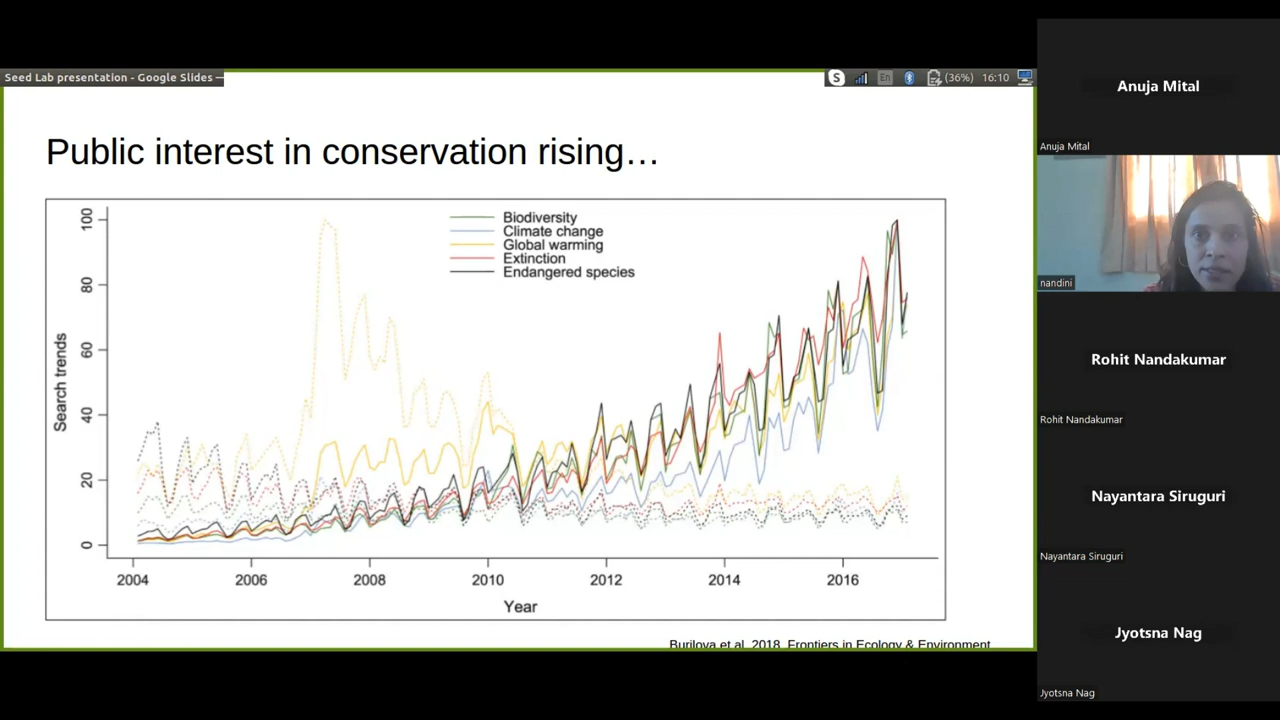 Seed Lab presentation - Google Slides —
S
En
(36%)
16:10
Public interest in conservation rising…
Biodiversity
Climate change
Global warming
Extinction
Endangered species
Search trends
100
80
60
40
20
0
2004
2006
2008
2010
2012
2014
2016
Year
Burilova et al. 2018, Frontiers in Ecology & Environment
Anuja Mital
Anuja Mital
nandini
Rohit Nandakumar
Rohit Nandakumar
Nayantara Siruguri
Nayantara Siruguri
Jyotsna Nag
Jyotsna Nag